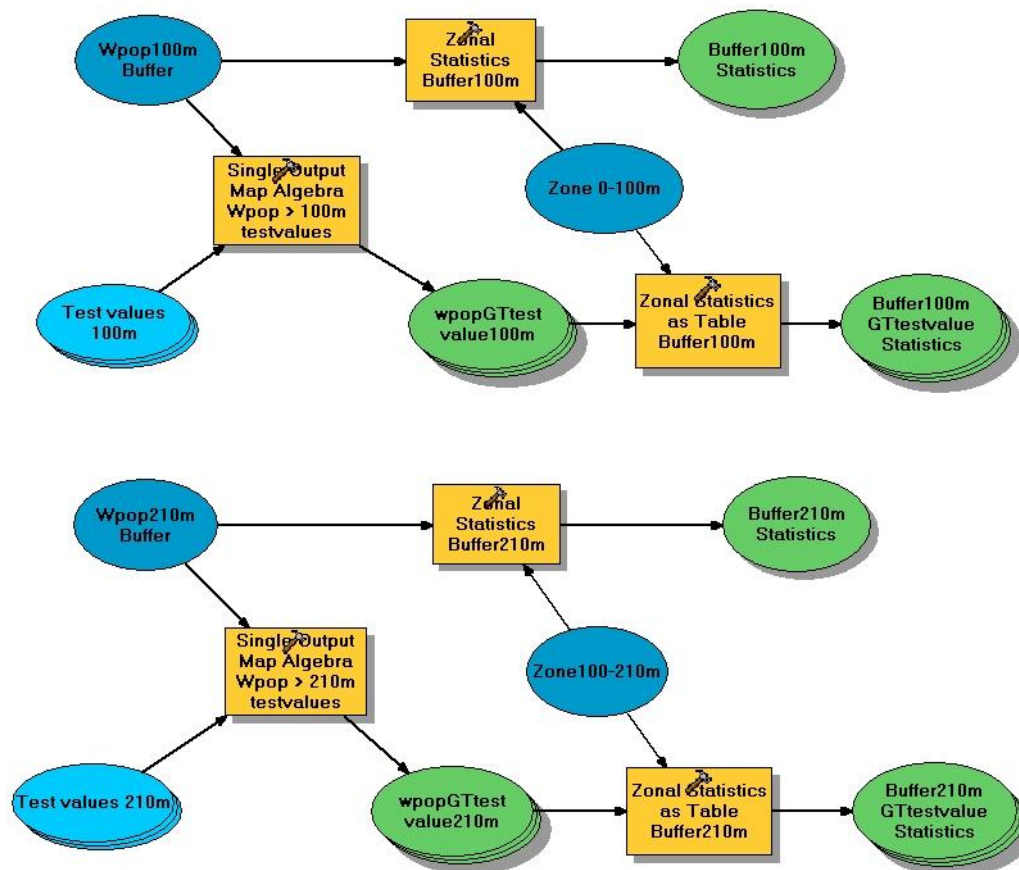 Wpop100m
Buffer
Zonal
Statistics
Buffer100m
Buffer100m
Statistics
Single Output
Map Algebra
Wpop > 100m
testvalues
Zone 0-100m
Test values
100m
wpopGTtest
value100m
Zonal Statistics
as Table
Buffer100m
Buffer100m
GTtestvalue
Statistics
Wpop210m
Buffer
Zonal
Statistics
Buffer210m
Buffer210m
Statistics
Single Output
Map Algebra
Wpop > 210m
testvalues
Zone100-210m
Test values 210m
wpopGTtest
value210m
Zonal Statistics
as Table
Buffer210m
Buffer210m
GTtestvalue
Statistics